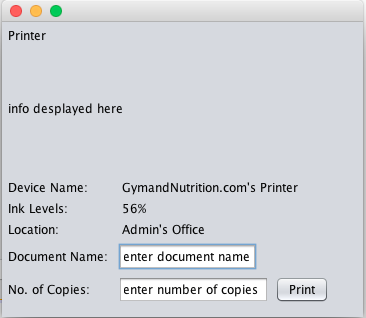 Printer
info desplayed here
Device Name: GymandNutrition.com's Printer
Ink Levels: 56%
Location: Admin's Office
Document Name: enter document name
No. of Copies: enter number of copies Print